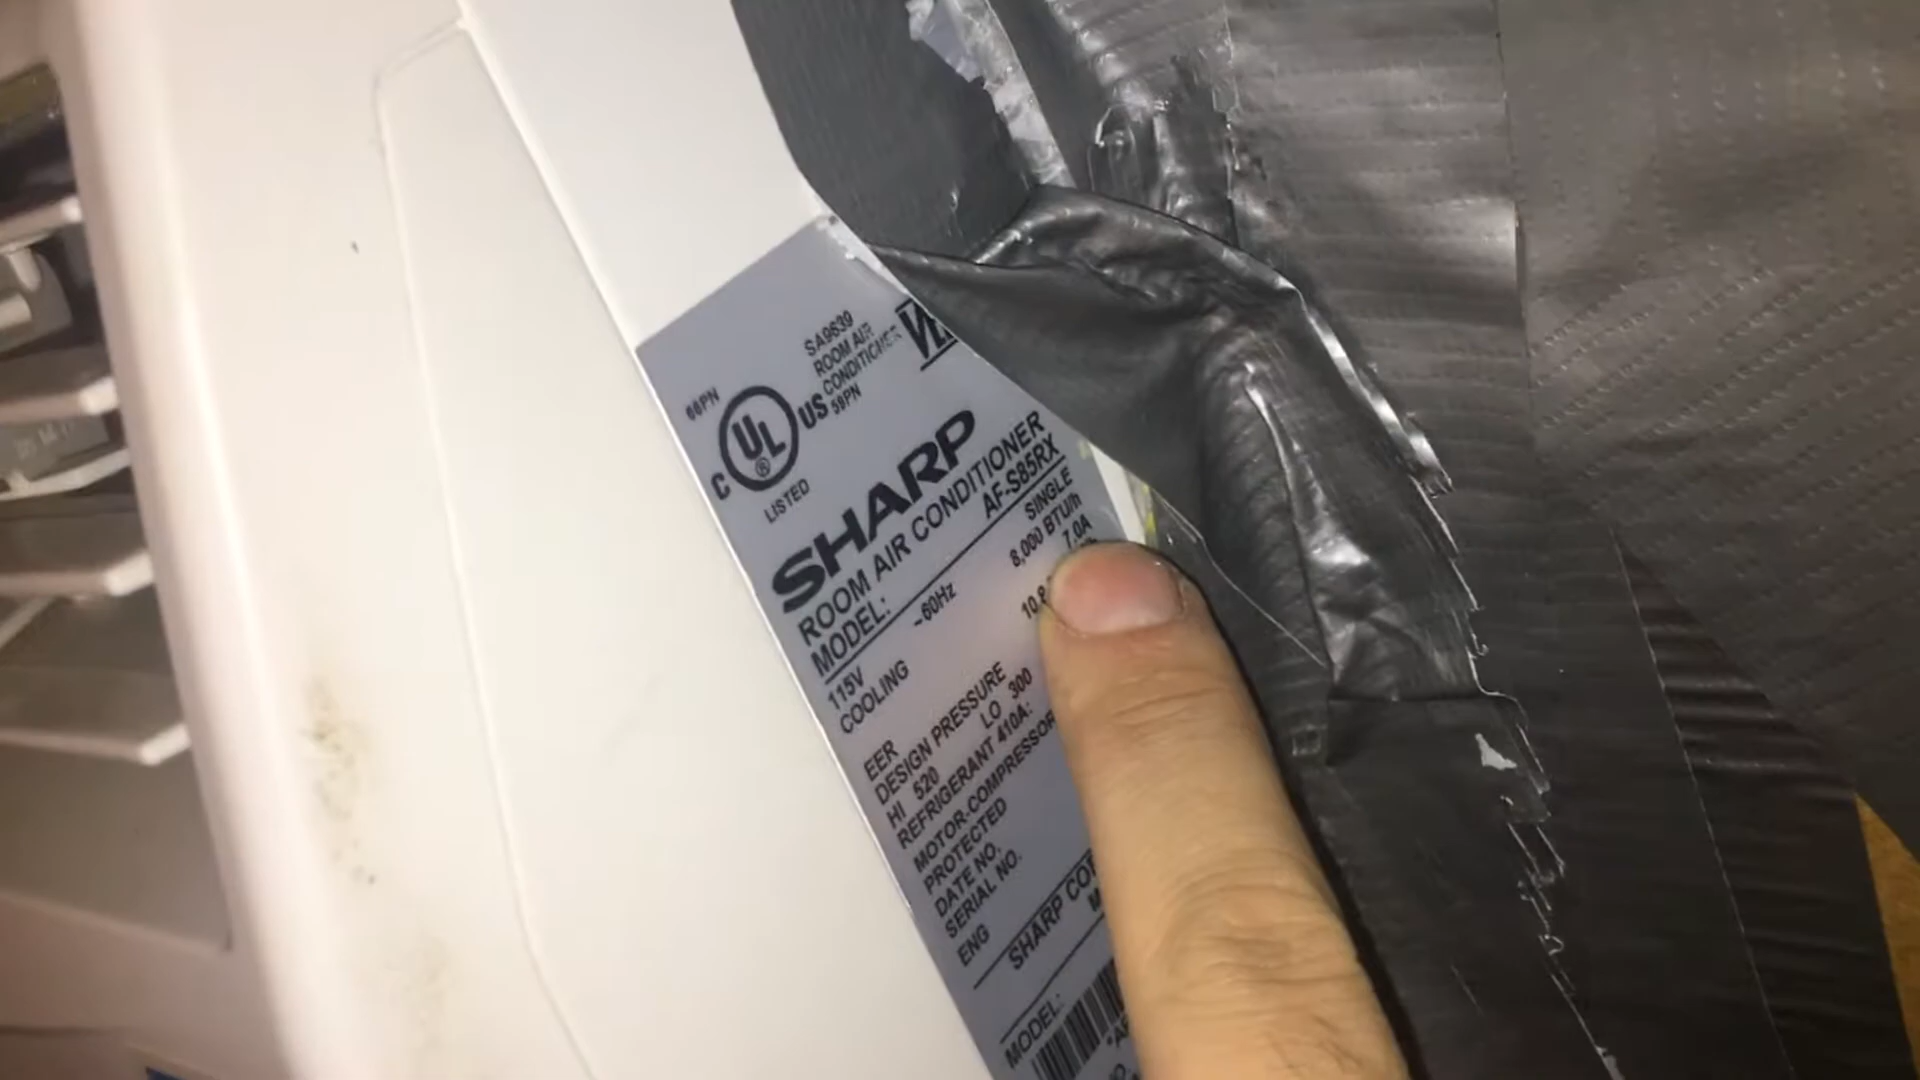 66PN
C UL ® US
LISTED
SA9639
ROOM AIR
CONDITIONER
59PN
SHARP
ROOM AIR CONDITIONER
MODEL: AF-S85RX
115V ~60Hz SINGLE
COOLING 8,000 BTU/h
7.0A
EER 10.8
DESIGN PRESSURE
HI 520 LO 300
REFRIGERANT 410A:
MOTOR-COMPRESSOR
PROTECTED
DATE NO.
SERIAL NO.
ENG
SHARP
MODEL: